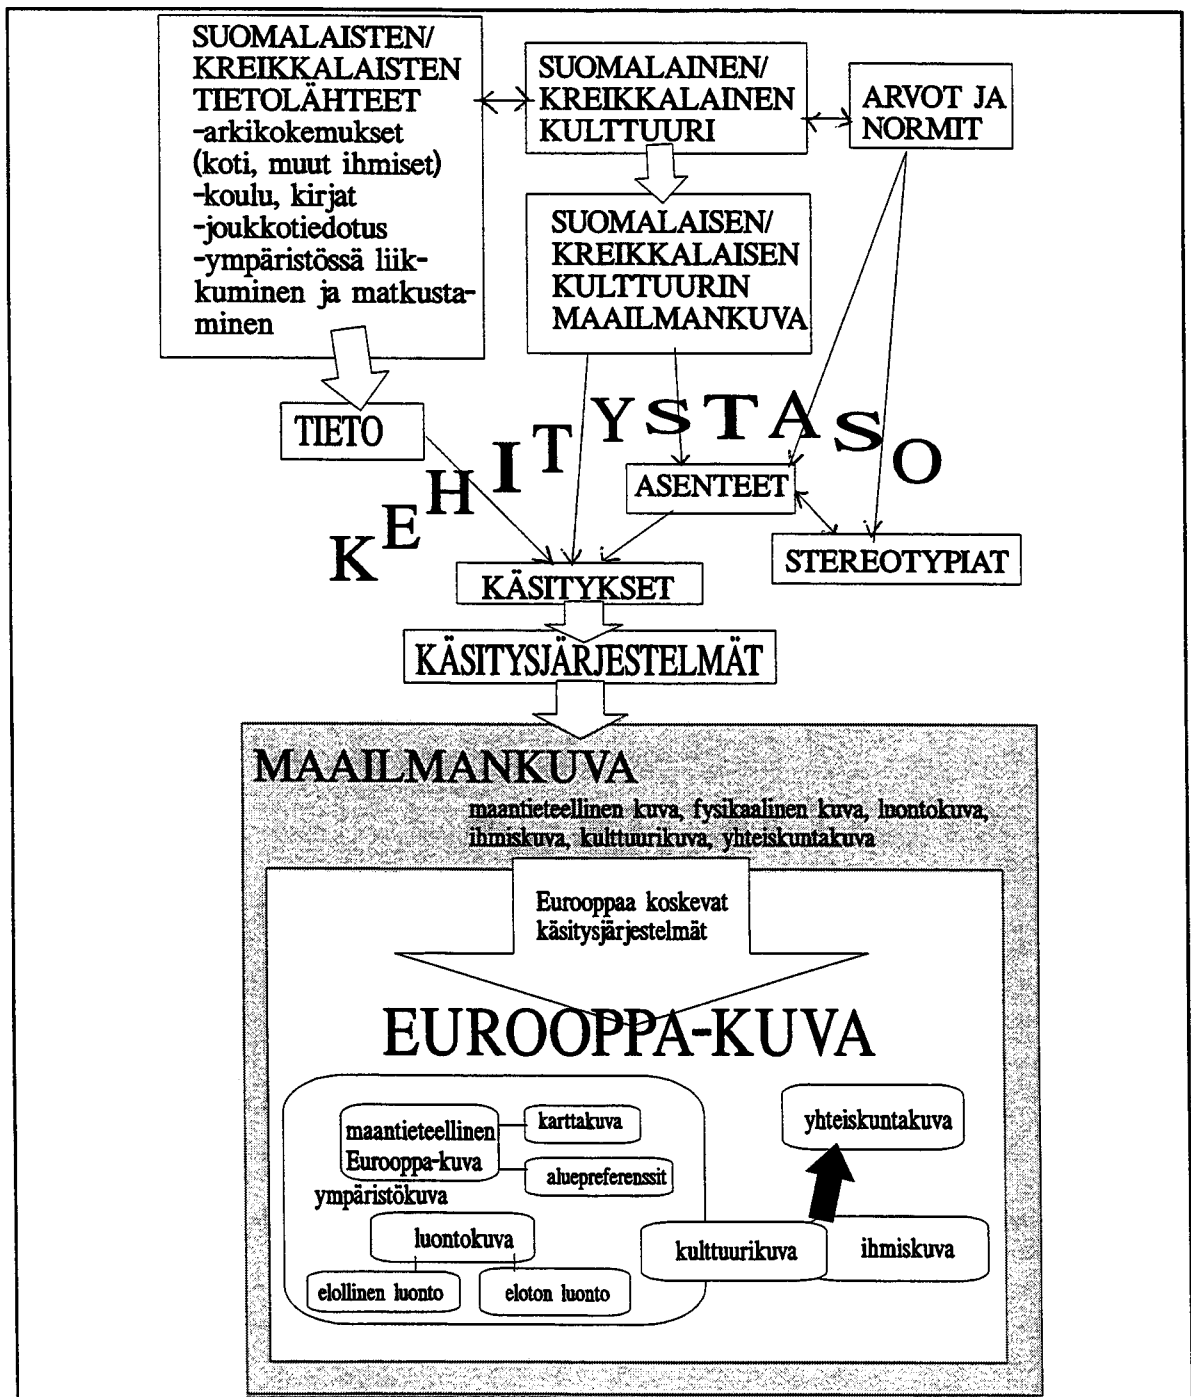 SUOMALAISTEN/
KREIKKALAISTEN
TIETOLÄHTEET
-arkikokemukset
(koti, muut ihmiset)
-koulu, kirjat
-joukkotiedotus
-ympäristössä liik-
kuminen ja matkusta-
minen
SUOMALAINEN/
KREIKKALAINEN
KULTTUURI
ARVOT JA
NORMIT
SUOMALAISEN/
KREIKKALAISEN
KULTTUURIN
MAAILMANKUVA
TIETO
KEHITYSTASO
ASENTEET
STEREOTYPIAT
KÄSITYKSET
KÄSITYSJÄRJESTELMÄT
MAAILMANKUVA
maantieteellinen kuva, fysikaalinen kuva, luontokuva,
ihmiskuva, kulttuurikuva, yhteiskuntakuva
Eurooppaa koskevat
käsitysjärjestelmät
EUROOPPA-KUVA
maantieteellinen
Eurooppa-kuva
karttakuva
aluepreferenssit
ympäristökuva
luontokuva
elollinen luonto
eloton luonto
yhteiskuntakuva
kulttuurikuva
ihmiskuva